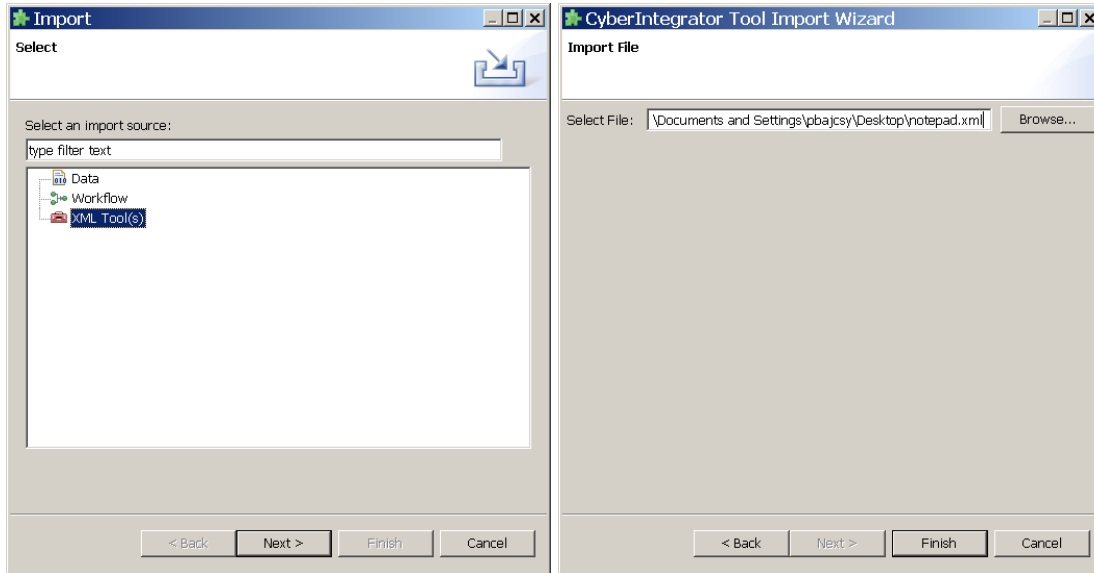 Import
Select
Select an import source:
type filter text
010
Data
Workflow
XML Tool(s)
< Back
Next >
Finish
Cancel
CyberIntegrator Tool Import Wizard
Import File
Select File:
\Documents and Settings\pbajcsy\Desktop\notepad.xml
Browse...
< Back
Next >
Finish
Cancel